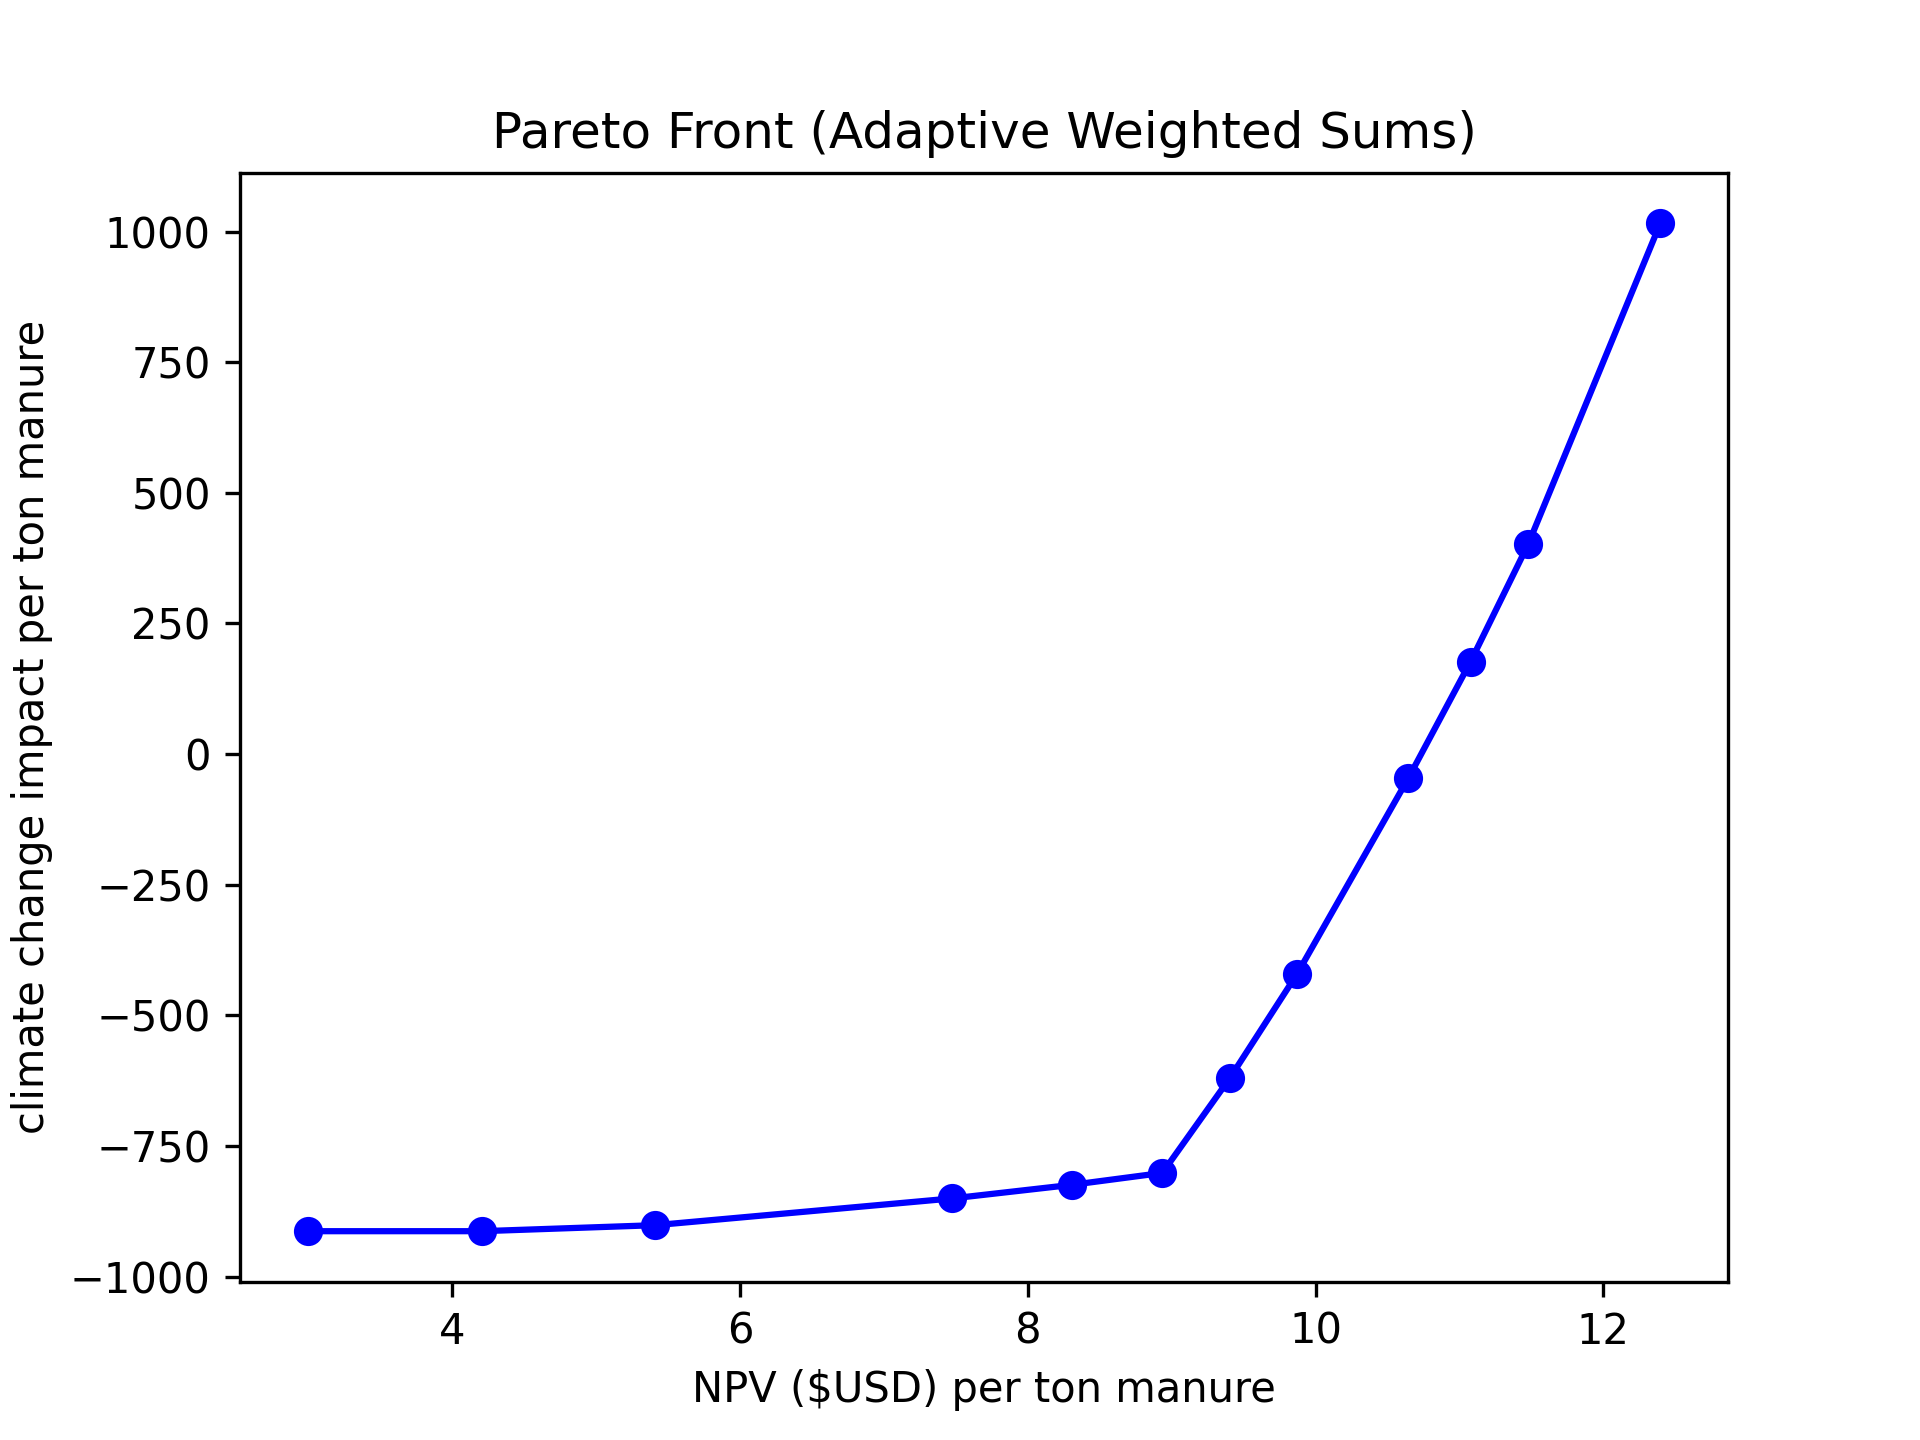 Pareto Front (Adaptive Weighted Sums)
1000
750
500
250
0
−250
−500
−750
−1000
climate change impact per ton manure
4 6 8 10 12
NPV ($USD) per ton manure